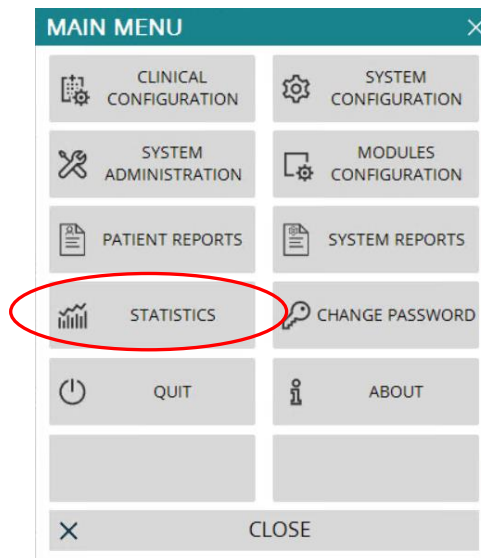 MAIN MENU
CLINICAL
CONFIGURATION
SYSTEM
CONFIGURATION
SYSTEM
ADMINISTRATION
MODULES
CONFIGURATION
PATIENT REPORTS
SYSTEM REPORTS
STATISTICS
CHANGE PASSWORD
QUIT
ABOUT
CLOSE